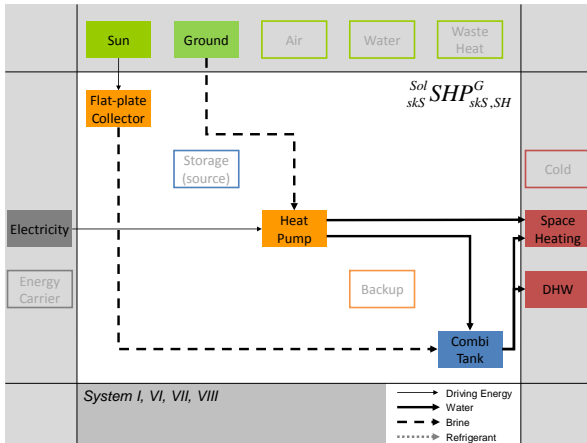 Sun
Ground
Air
Water
Waste
Heat
Flat-plate
Collector
Sol
skS SHP G
skS,SH
Storage
(source)
Cold
Electricity
Heat
Pump
Space
Heating
Energy
Carrier
Backup
DHW
Combi
Tank
System I, VI, VII, VIII
Driving Energy
Water
Brine
Refrigerant